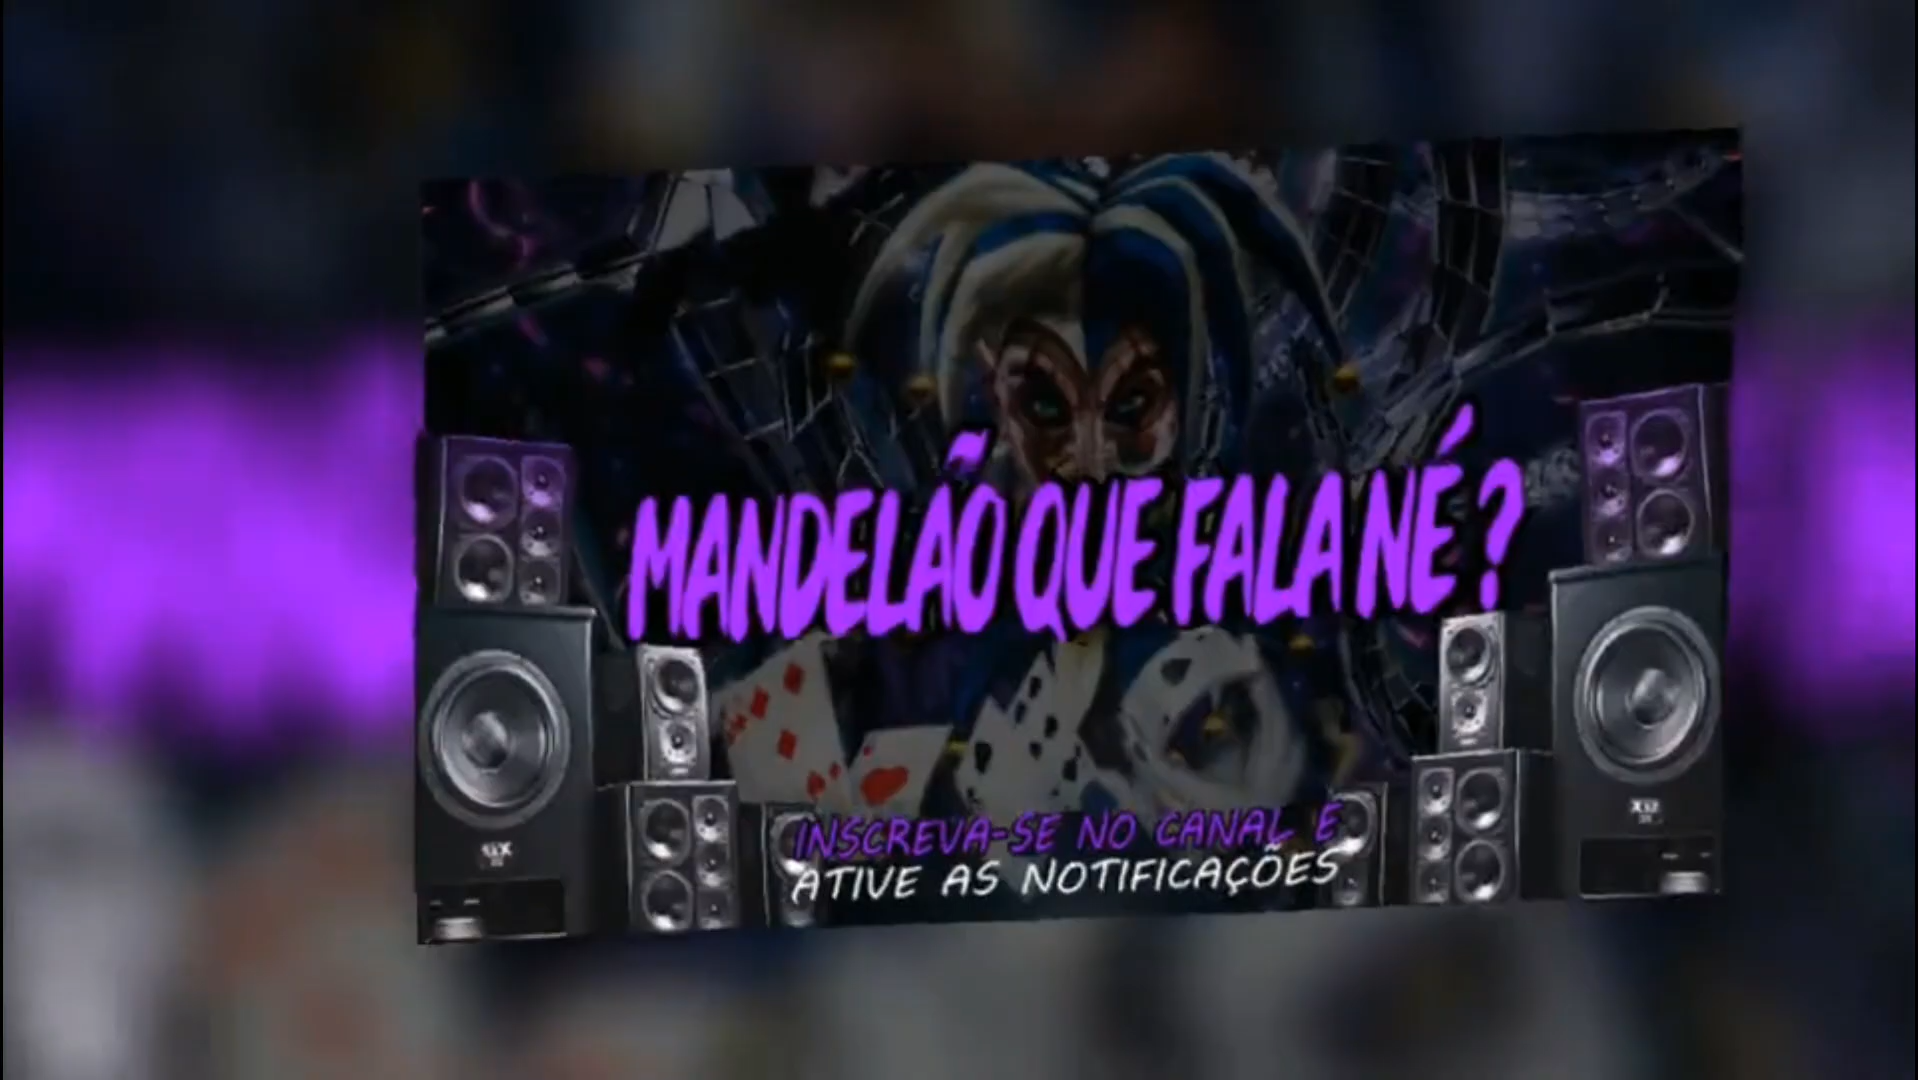 MANDELÃO QUE FALA NÉ ?
INSCREVA-SE NO CANAL E
ATIVE AS NOTIFICAÇÕES